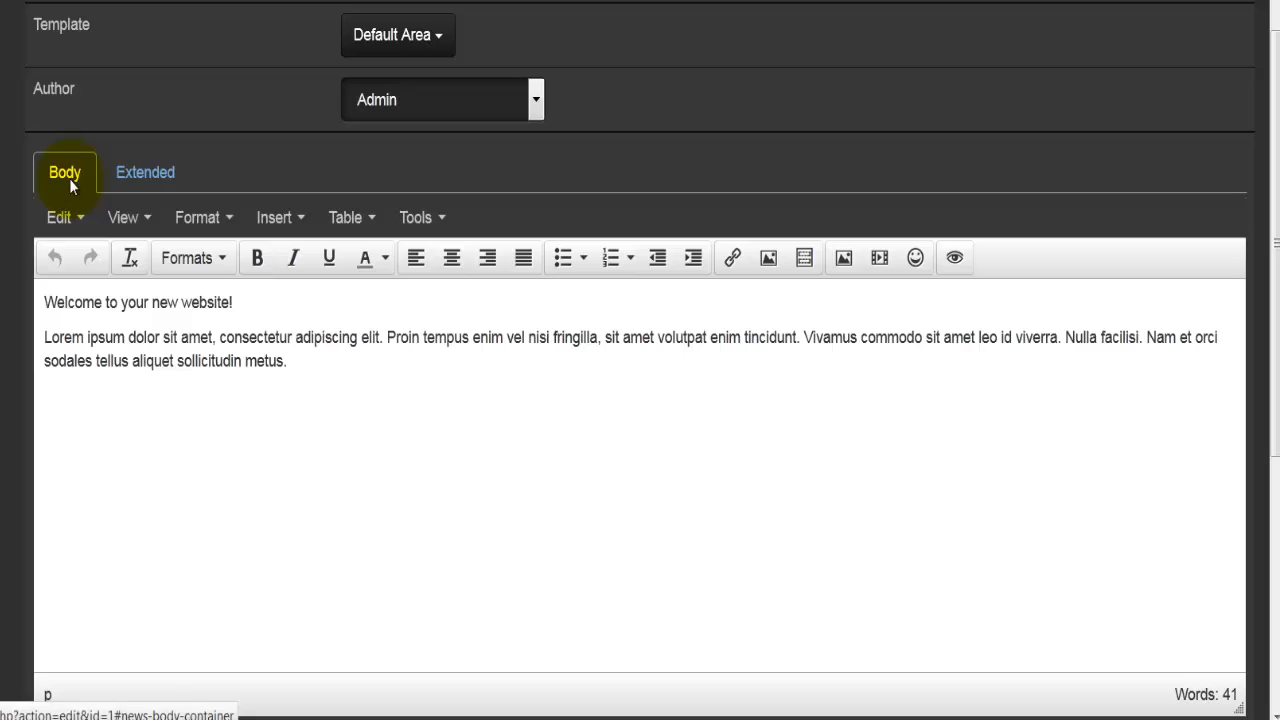 Template
Default Area
Author
Admin
Body Extended
Edit View Format Insert Table Tools
Formats B I U A
Welcome to your new website!
Lorem ipsum dolor sit amet, consectetur adipiscing elit. Proin tempus enim vel nisi fringilla, sit amet volutpat enim tincidunt. Vivamus commodo sit amet leo id viverra. Nulla facilisi. Nam et orci
sodales tellus aliquet sollicitudin metus.
p Words: 41
hp?action=edit&id=1#news-body-container